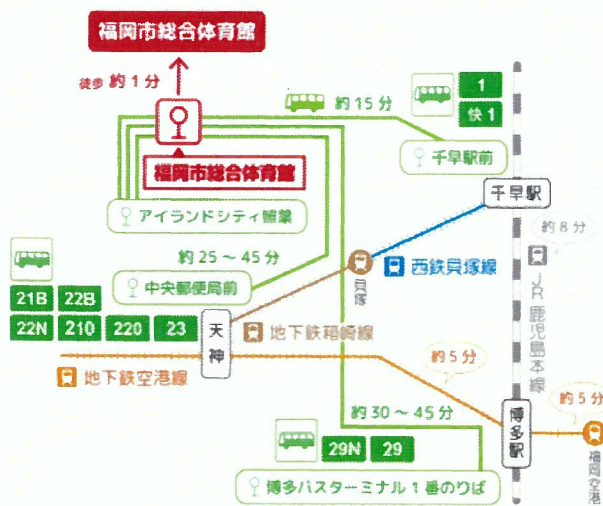 福岡市総合体育館
徒歩 約1分
約15分
1
快1
千早駅前
福岡市総合体育館
アイランドシティ照葉
千早駅
約25～45分
約8分
21B 22B
22N 210 220 23
中央郵便局前
貝塚
西鉄貝塚線
JR鹿児島本線
天神
地下鉄箱崎線
地下鉄空港線
約5分
約5分
博多駅
福岡空港
約30～45分
29N 29
博多バスターミナル1番のりば